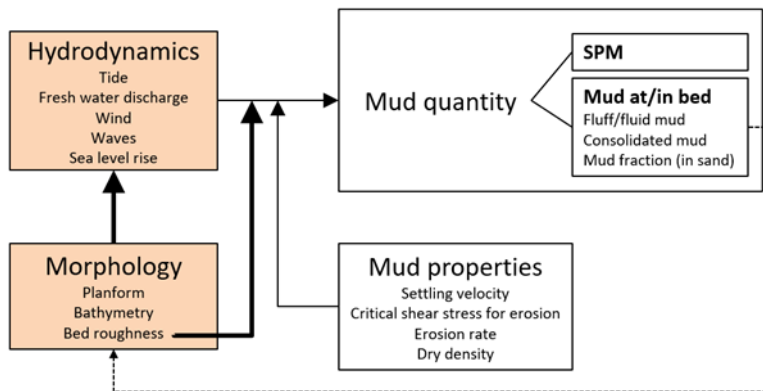 Hydrodynamics
Tide
Fresh water discharge
Wind
Waves
Sea level rise
Mud quantity
SPM
Mud at/in bed
Fluff/fluid mud
Consolidated mud
Mud fraction (in sand)
Morphology
Planform
Bathymetry
Bed roughness
Mud properties
Settling velocity
Critical shear stress for erosion
Erosion rate
Dry density